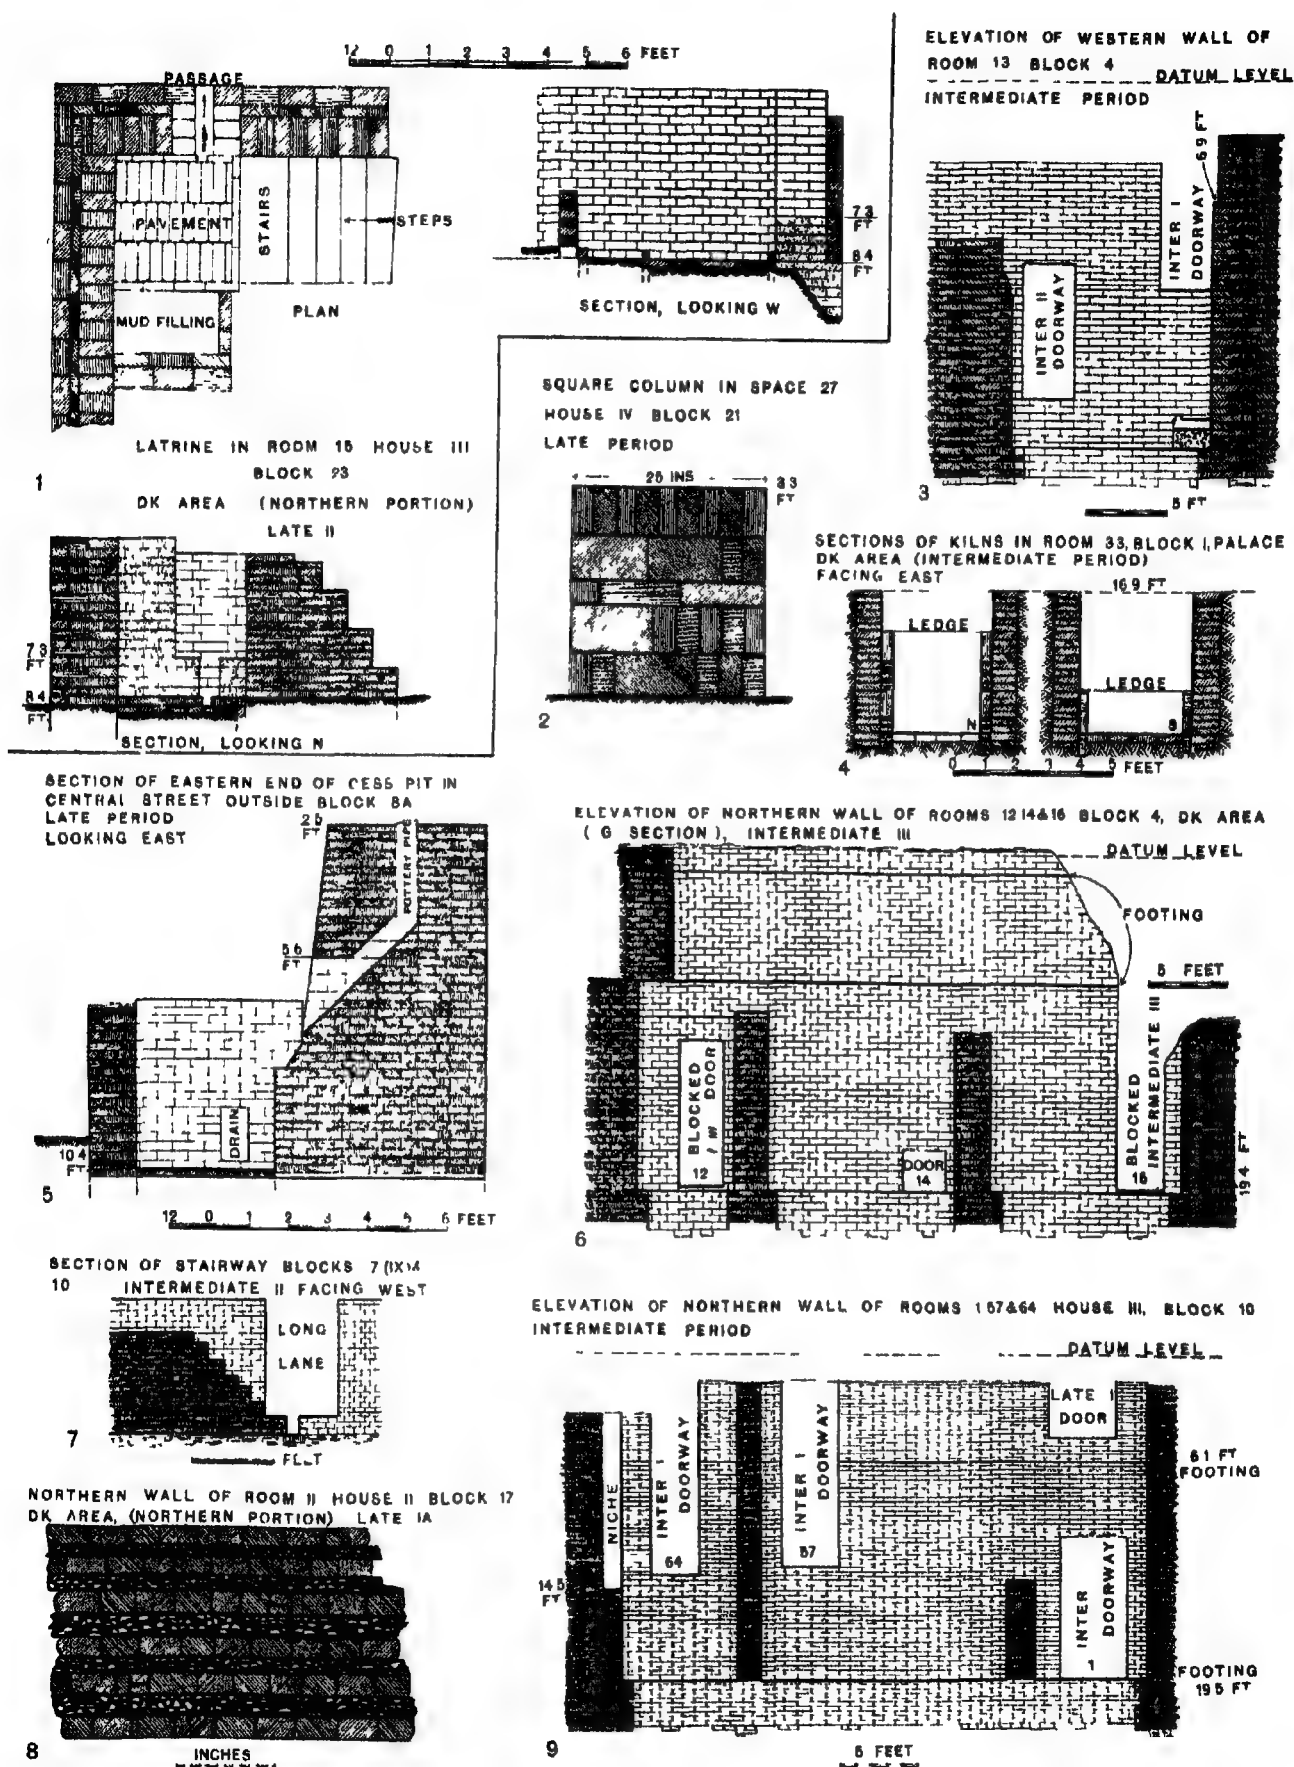 12 0 1 2 3 4 5 6 FEET
PASSAGE
PAVEMENT
STAIRS
STEPS
MUD FILLING
PLAN
7.3 FT
8.4 FT
SECTION, LOOKING W
LATRINE IN ROOM 15 HOUSE III
BLOCK 23
1
DK AREA (NORTHERN PORTION)
LATE II
7.3 FT
8.4 FT
SECTION, LOOKING N
SQUARE COLUMN IN SPACE 27
HOUSE IV BLOCK 21
LATE PERIOD
25 INS
3.3 FT
2
ELEVATION OF WESTERN WALL OF
ROOM 13 BLOCK 4
DATUM LEVEL
INTERMEDIATE PERIOD
6.9 FT
INTER I
DOORWAY
INTER II
DOORWAY
3
5 FT
SECTIONS OF KILNS IN ROOM 33, BLOCK I, PALACE
DK AREA (INTERMEDIATE PERIOD)
FACING EAST
16.9 FT
LEDGE
LEDGE
N
S
4
0 1 2 3 4 5 FEET
SECTION OF EASTERN END OF CESS PIT IN
CENTRAL STREET OUTSIDE BLOCK 8A
LATE PERIOD
LOOKING EAST
2.5 FT
POTTERY PIPE
5.6 FT
DRAIN
10.4 FT
5
12 0 1 2 3 4 5 6 FEET
ELEVATION OF NORTHERN WALL OF ROOMS 12 14 & 16 BLOCK 4, DK AREA
( G SECTION ), INTERMEDIATE III
DATUM LEVEL
FOOTING
5 FEET
BLOCKED
DOOR
12
DOOR
14
BLOCKED
INTERMEDIATE III
16
19.4 FT
6
SECTION OF STAIRWAY BLOCKS 7 (IX)&
10 INTERMEDIATE II FACING WEST
LONG
LANE
7
FEET
NORTHERN WALL OF ROOM II HOUSE II BLOCK 17
DK AREA, (NORTHERN PORTION) LATE IA
8
INCHES
ELEVATION OF NORTHERN WALL OF ROOMS 1 57 & 64 HOUSE III, BLOCK 10
INTERMEDIATE PERIOD
DATUM LEVEL
LATE I
DOOR
6.1 FT
FOOTING
NICHE
INTER I
DOORWAY
64
INTER I
DOORWAY
57
14.5 FT
INTER
DOORWAY
1
FOOTING
19.5 FT
9
5 FEET